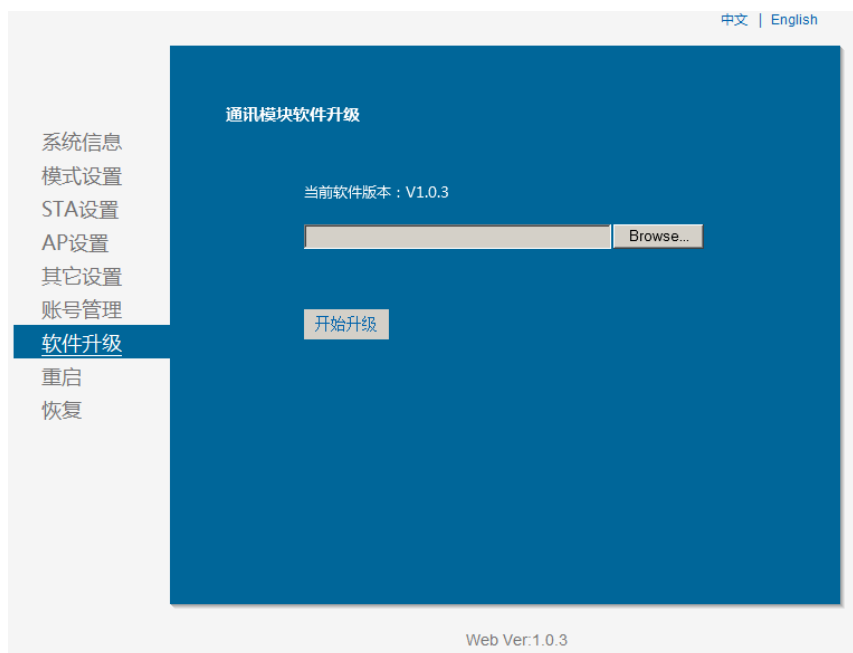 中文 | English
通讯模块软件升级
系统信息
模式设置
当前软件版本：V1.0.3
STA设置
AP设置
Browse...
其它设置
账号管理
开始升级
软件升级
重启
恢复
Web Ver:1.0.3